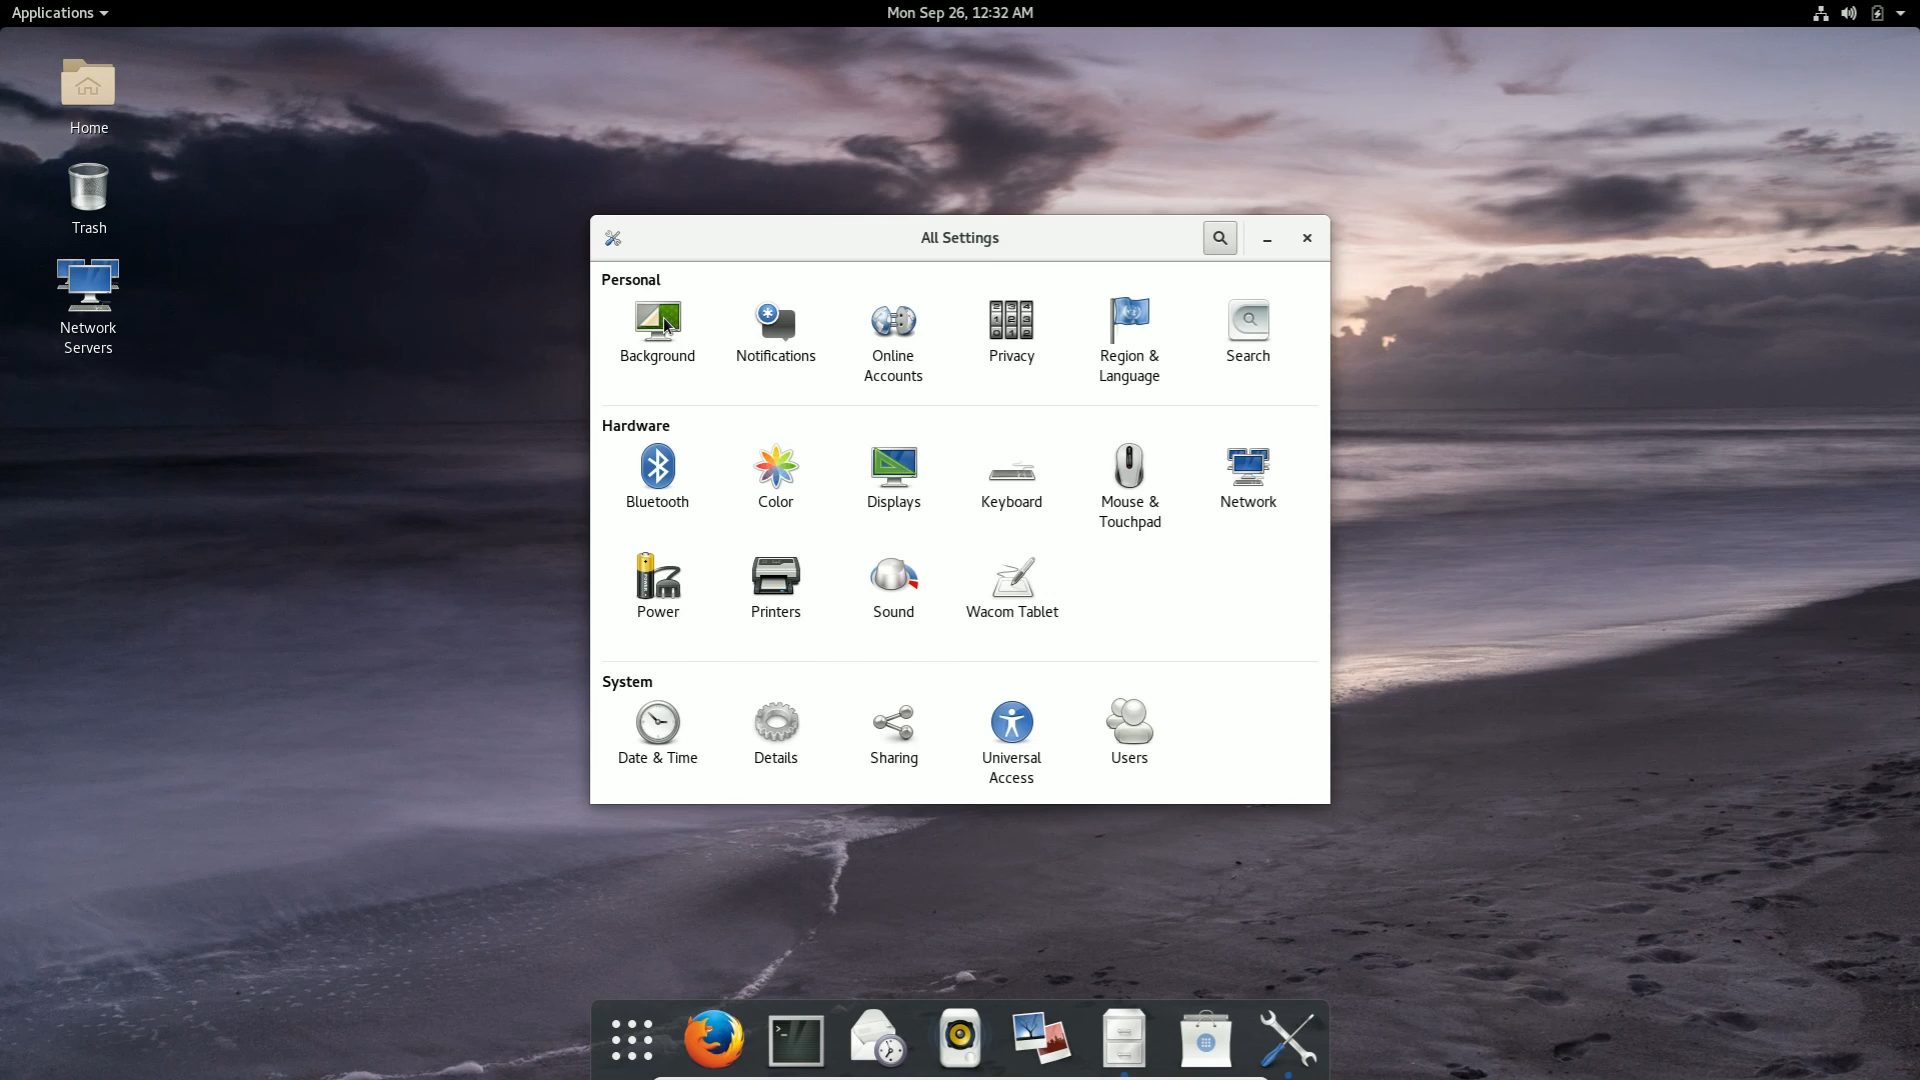 Applications
Mon Sep 26, 12:32 AM
Home
Trash
Network
Servers
All Settings
Personal
Background
Notifications
Online
Accounts
Privacy
Region &
Language
Search
Hardware
Bluetooth
Color
Displays
Keyboard
Mouse &
Touchpad
Network
Power
Printers
Sound
Wacom Tablet
System
Date & Time
Details
Sharing
Universal
Access
Users